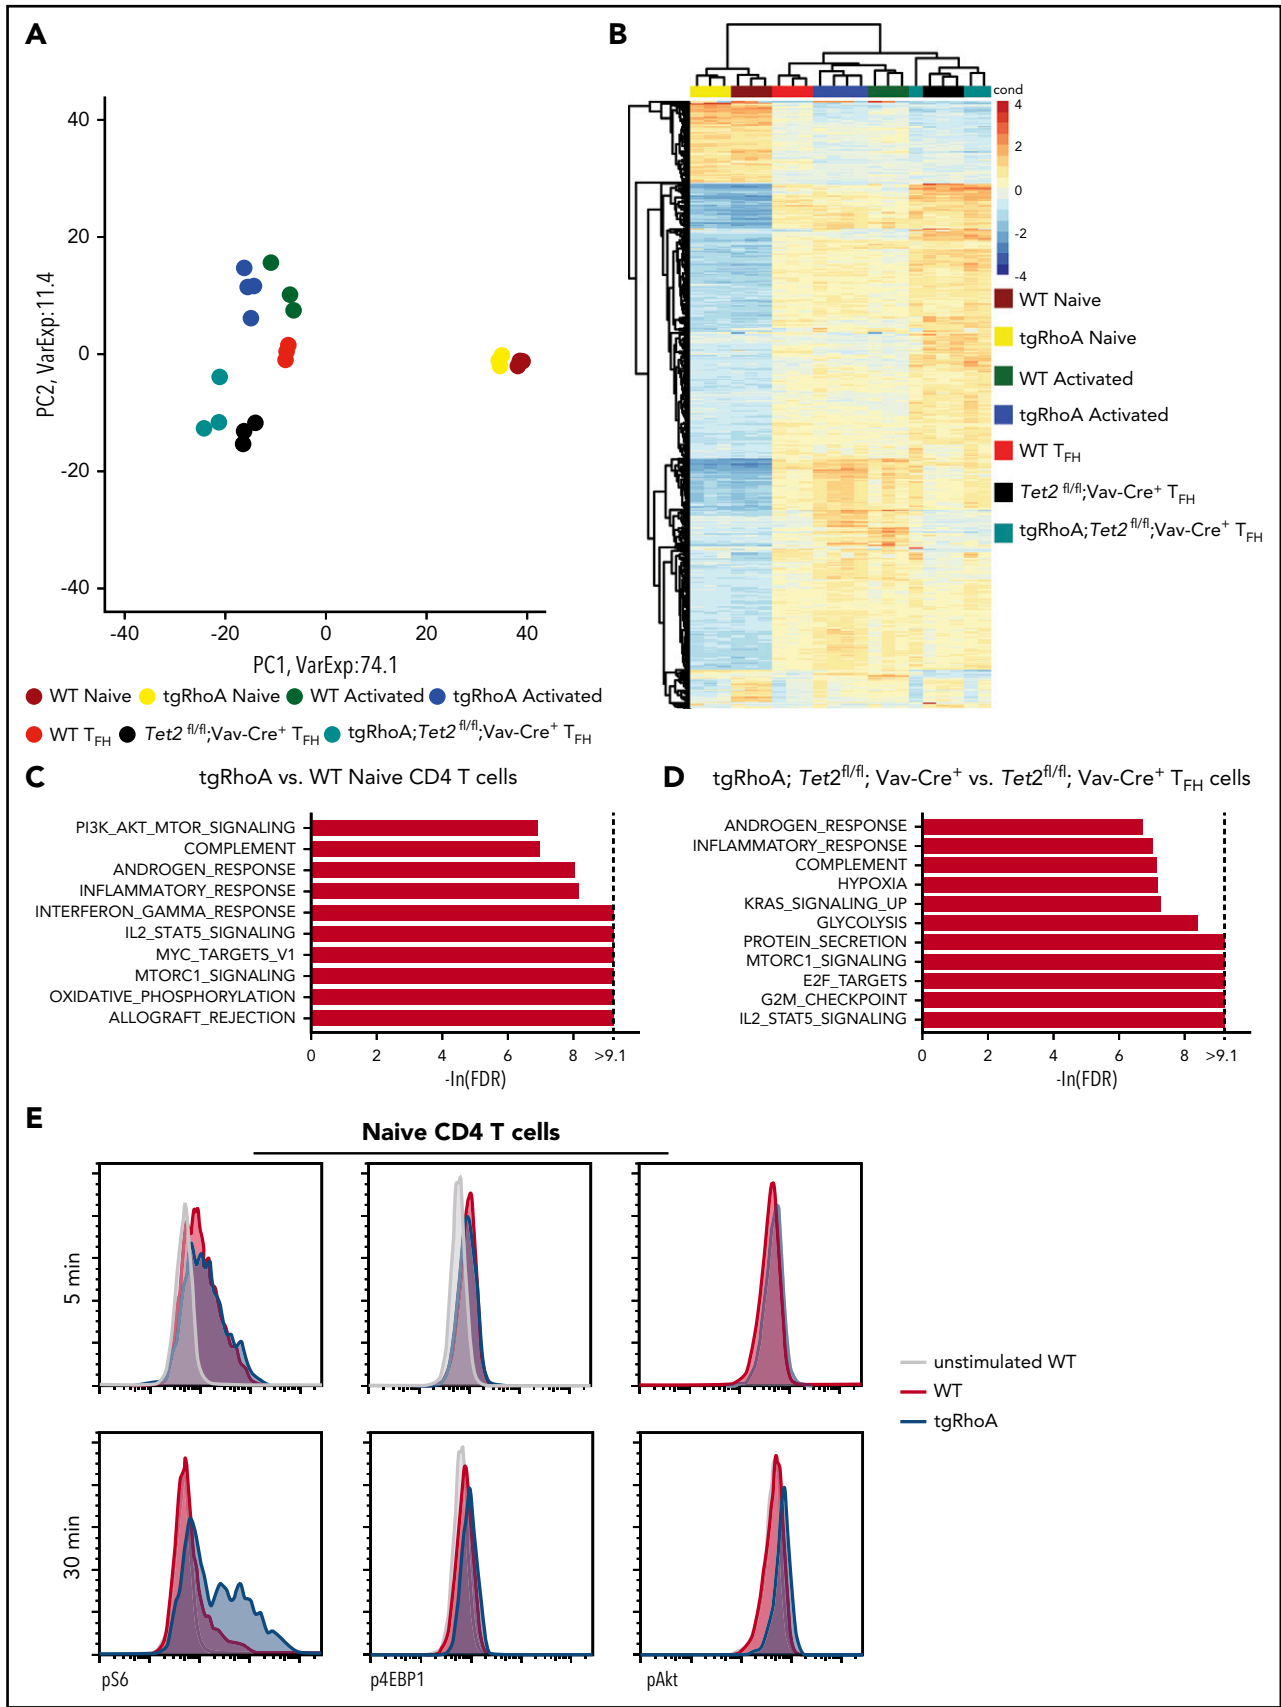 A
40
20
0
-20
-40
PC2, VarExp:11.4
-40 -20 0 20 40
PC1, VarExp:74.1
WT Naive tgRhoA Naive WT Activated tgRhoA Activated
WT TFH Tet2 fl/fl;Vav-Cre+ TFH tgRhoA;Tet2 fl/fl;Vav-Cre+ TFH
B
cond
4
2
0
-2
-4
WT Naive
tgRhoA Naive
WT Activated
tgRhoA Activated
WT TFH
Tet2 fl/fl;Vav-Cre+ TFH
tgRhoA;Tet2 fl/fl;Vav-Cre+ TFH
C
tgRhoA vs. WT Naive CD4 T cells
PI3K_AKT_MTOR_SIGNALING
COMPLEMENT
ANDROGEN_RESPONSE
INFLAMMATORY_RESPONSE
INTERFERON_GAMMA_RESPONSE
IL2_STAT5_SIGNALING
MYC_TARGETS_V1
MTORC1_SIGNALING
OXIDATIVE_PHOSPHORYLATION
ALLOGRAFT_REJECTION
0 2 4 6 8 >9.1
-ln(FDR)
D
tgRhoA; Tet2fl/fl; Vav-Cre+ vs. Tet2fl/fl; Vav-Cre+ TFH cells
ANDROGEN_RESPONSE
INFLAMMATORY_RESPONSE
COMPLEMENT
HYPOXIA
KRAS_SIGNALING_UP
GLYCOLYSIS
PROTEIN_SECRETION
MTORC1_SIGNALING
E2F_TARGETS
G2M_CHECKPOINT
IL2_STAT5_SIGNALING
0 2 4 6 8 >9.1
-ln(FDR)
E
Naive CD4 T cells
5 min
unstimulated WT
WT
tgRhoA
30 min
pS6 p4EBP1 pAkt